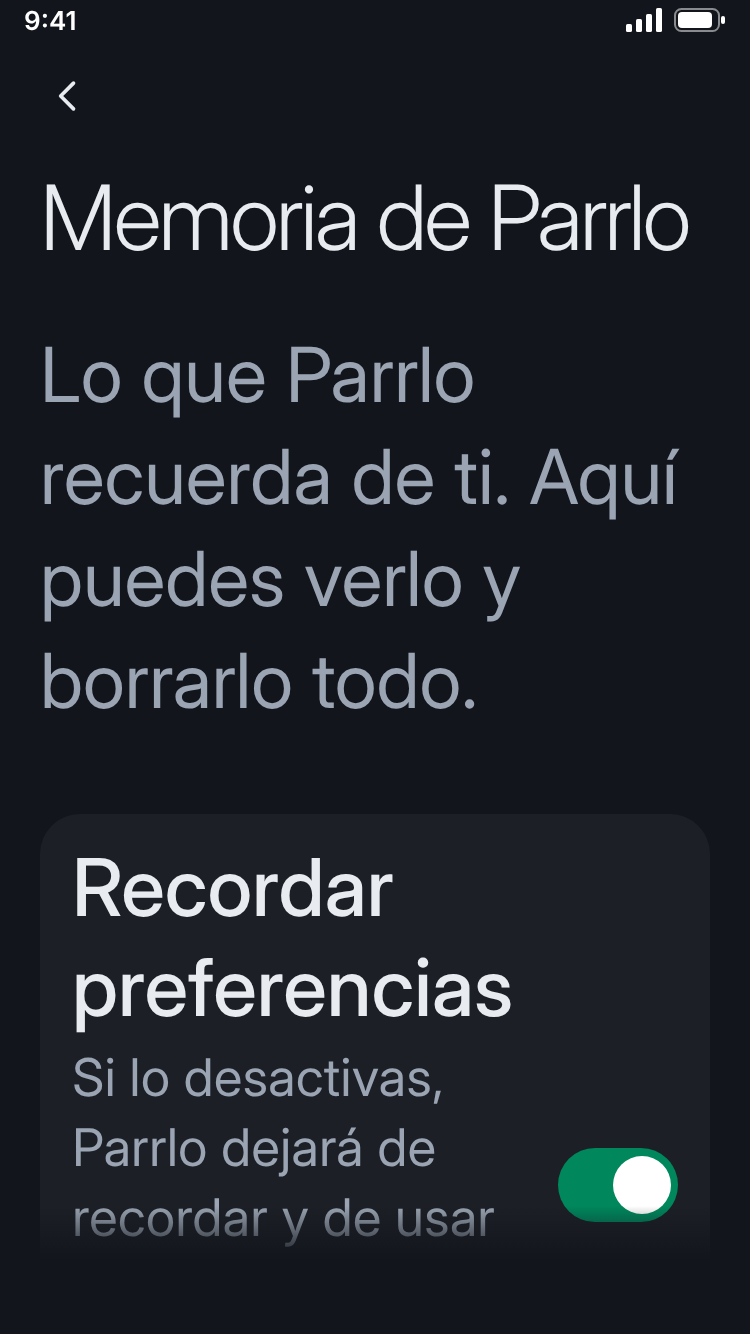 9:41
Memoria de Parrlo
Lo que Parrlo
recuerda de ti. Aquí
puedes verlo y
borrarlo todo.
Recordar
preferencias
Si lo desactivas,
Parrlo dejará de
recordar y de usar